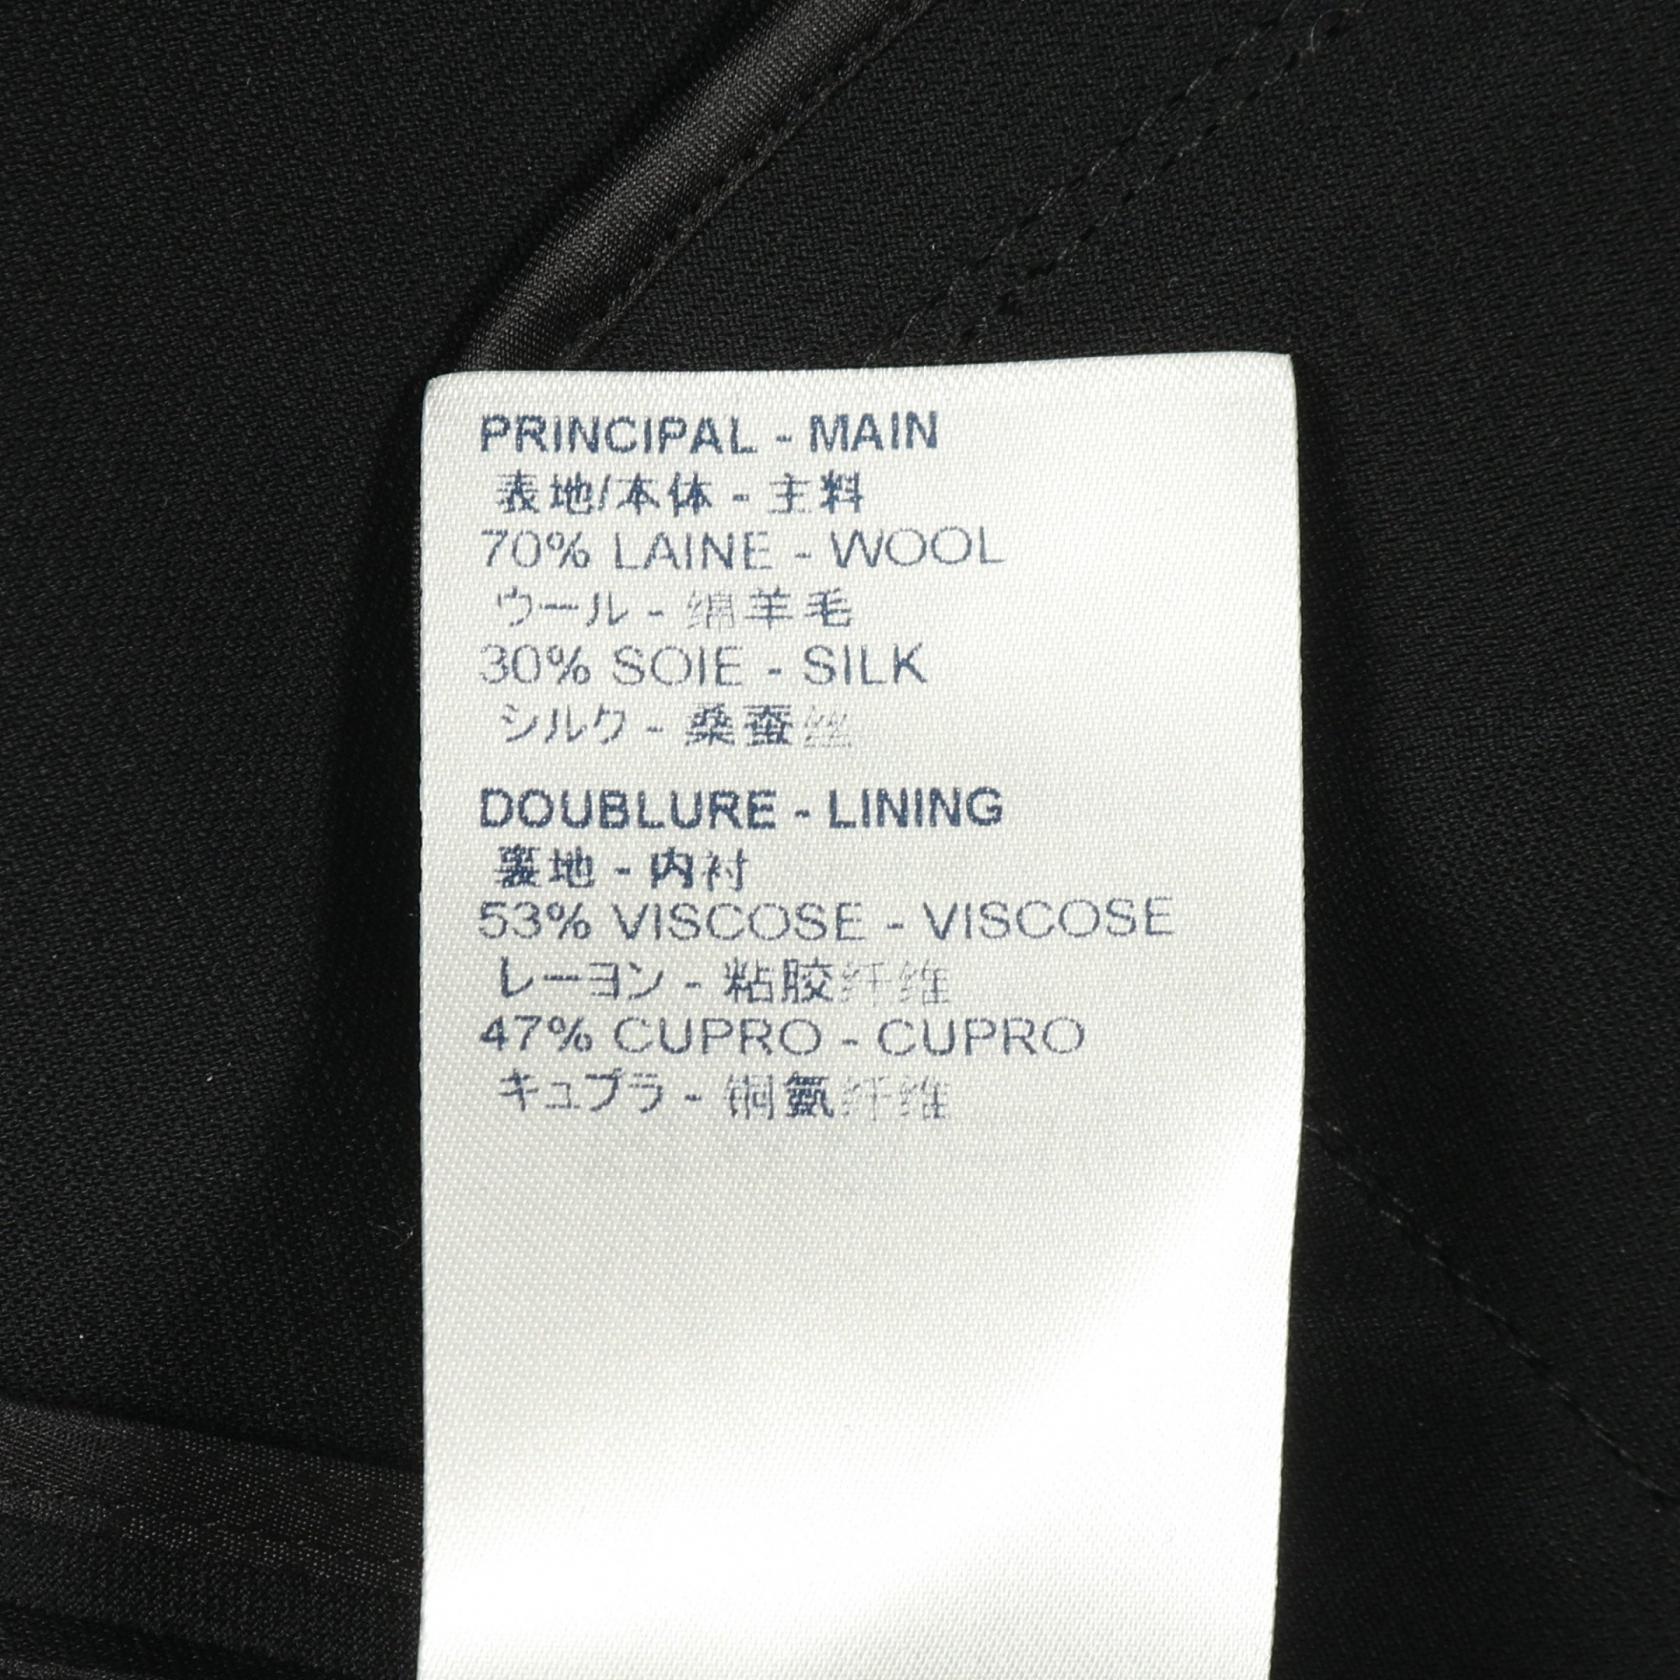 PRINCIPAL - MAIN
表地/本体 - 主料
70% LAINE - WOOL
ウール - 绵羊毛
30% SOIE - SILK
シルク - 桑蚕丝
DOUBLURE - LINING
裏地 - 内衬
53% VISCOSE - VISCOSE
レーヨン - 粘胶纤维
47% CUPRO - CUPRO
キュプラ - 铜氨纤维